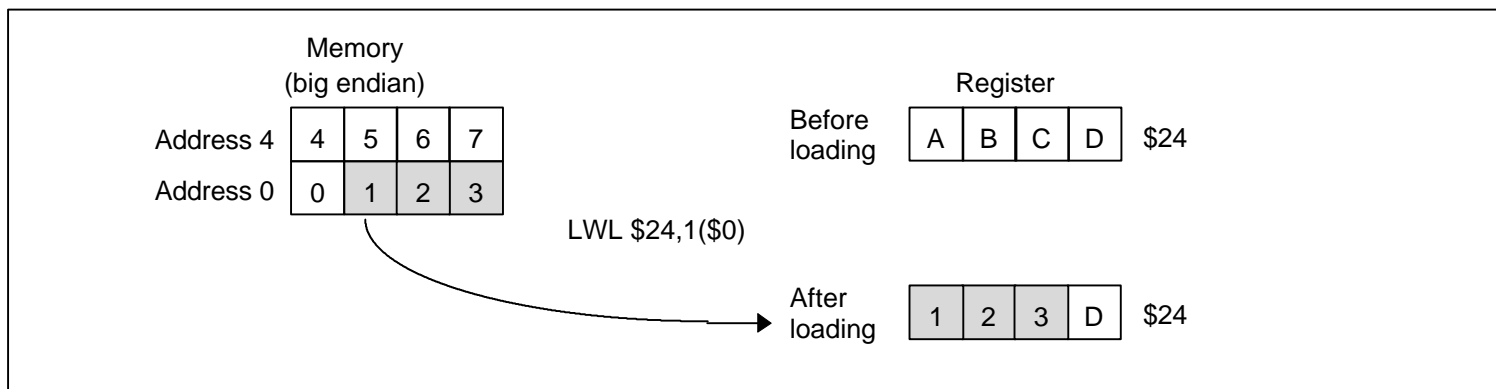 Memory
(big endian)
Address 4 4 5 6 7
Address 0 0 1 2 3
Register
Before
loading
A B C D $24
LWL $24,1($0)
After
loading
1 2 3 D $24